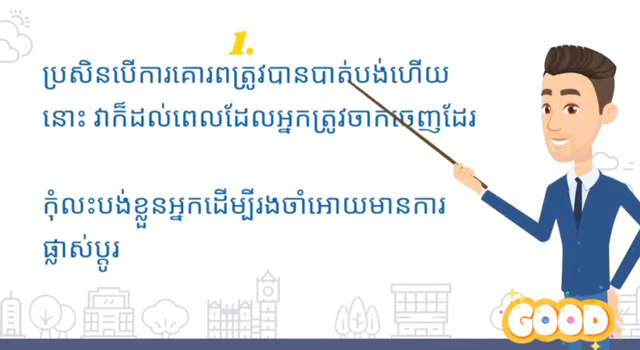 1.
ប្រសិនបើការគោរពត្រូវបានបាត់បង់ហើយ
នោះ វាក៏ដល់ពេលដែលអ្នកត្រូវចាកចេញដែរ
កុំលះបង់ខ្លួនអ្នកដើម្បីរងចាំអោយមានការ
ផ្លាស់ប្តូរ
GOOD